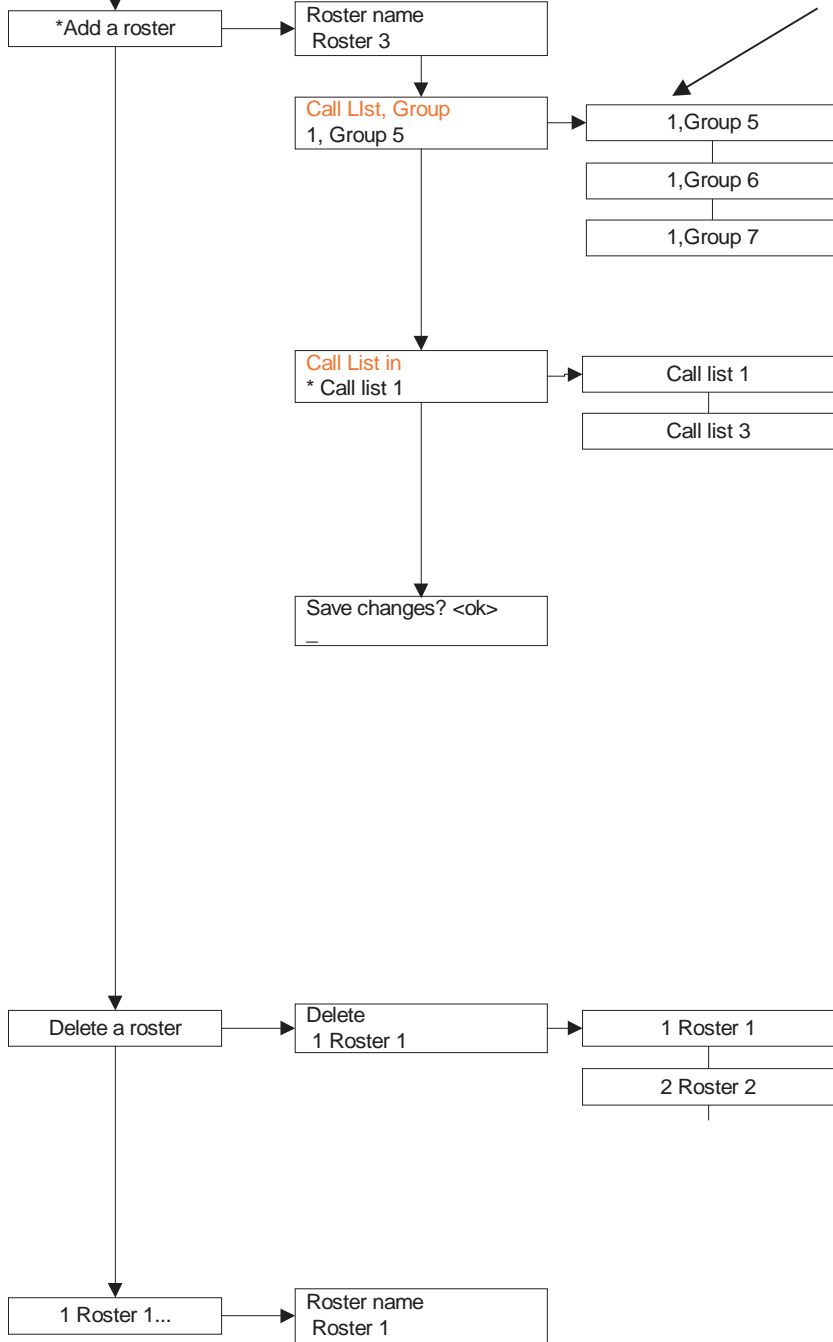 *Add a roster
Roster name
Roster 3
Call LIst, Group
1, Group 5
1,Group 5
1,Group 6
1,Group 7
Call List in
* Call list 1
Call list 1
Call list 3
Save changes? <ok>
_
Delete a roster
Delete
1 Roster 1
1 Roster 1
2 Roster 2
1 Roster 1...
Roster name
Roster 1